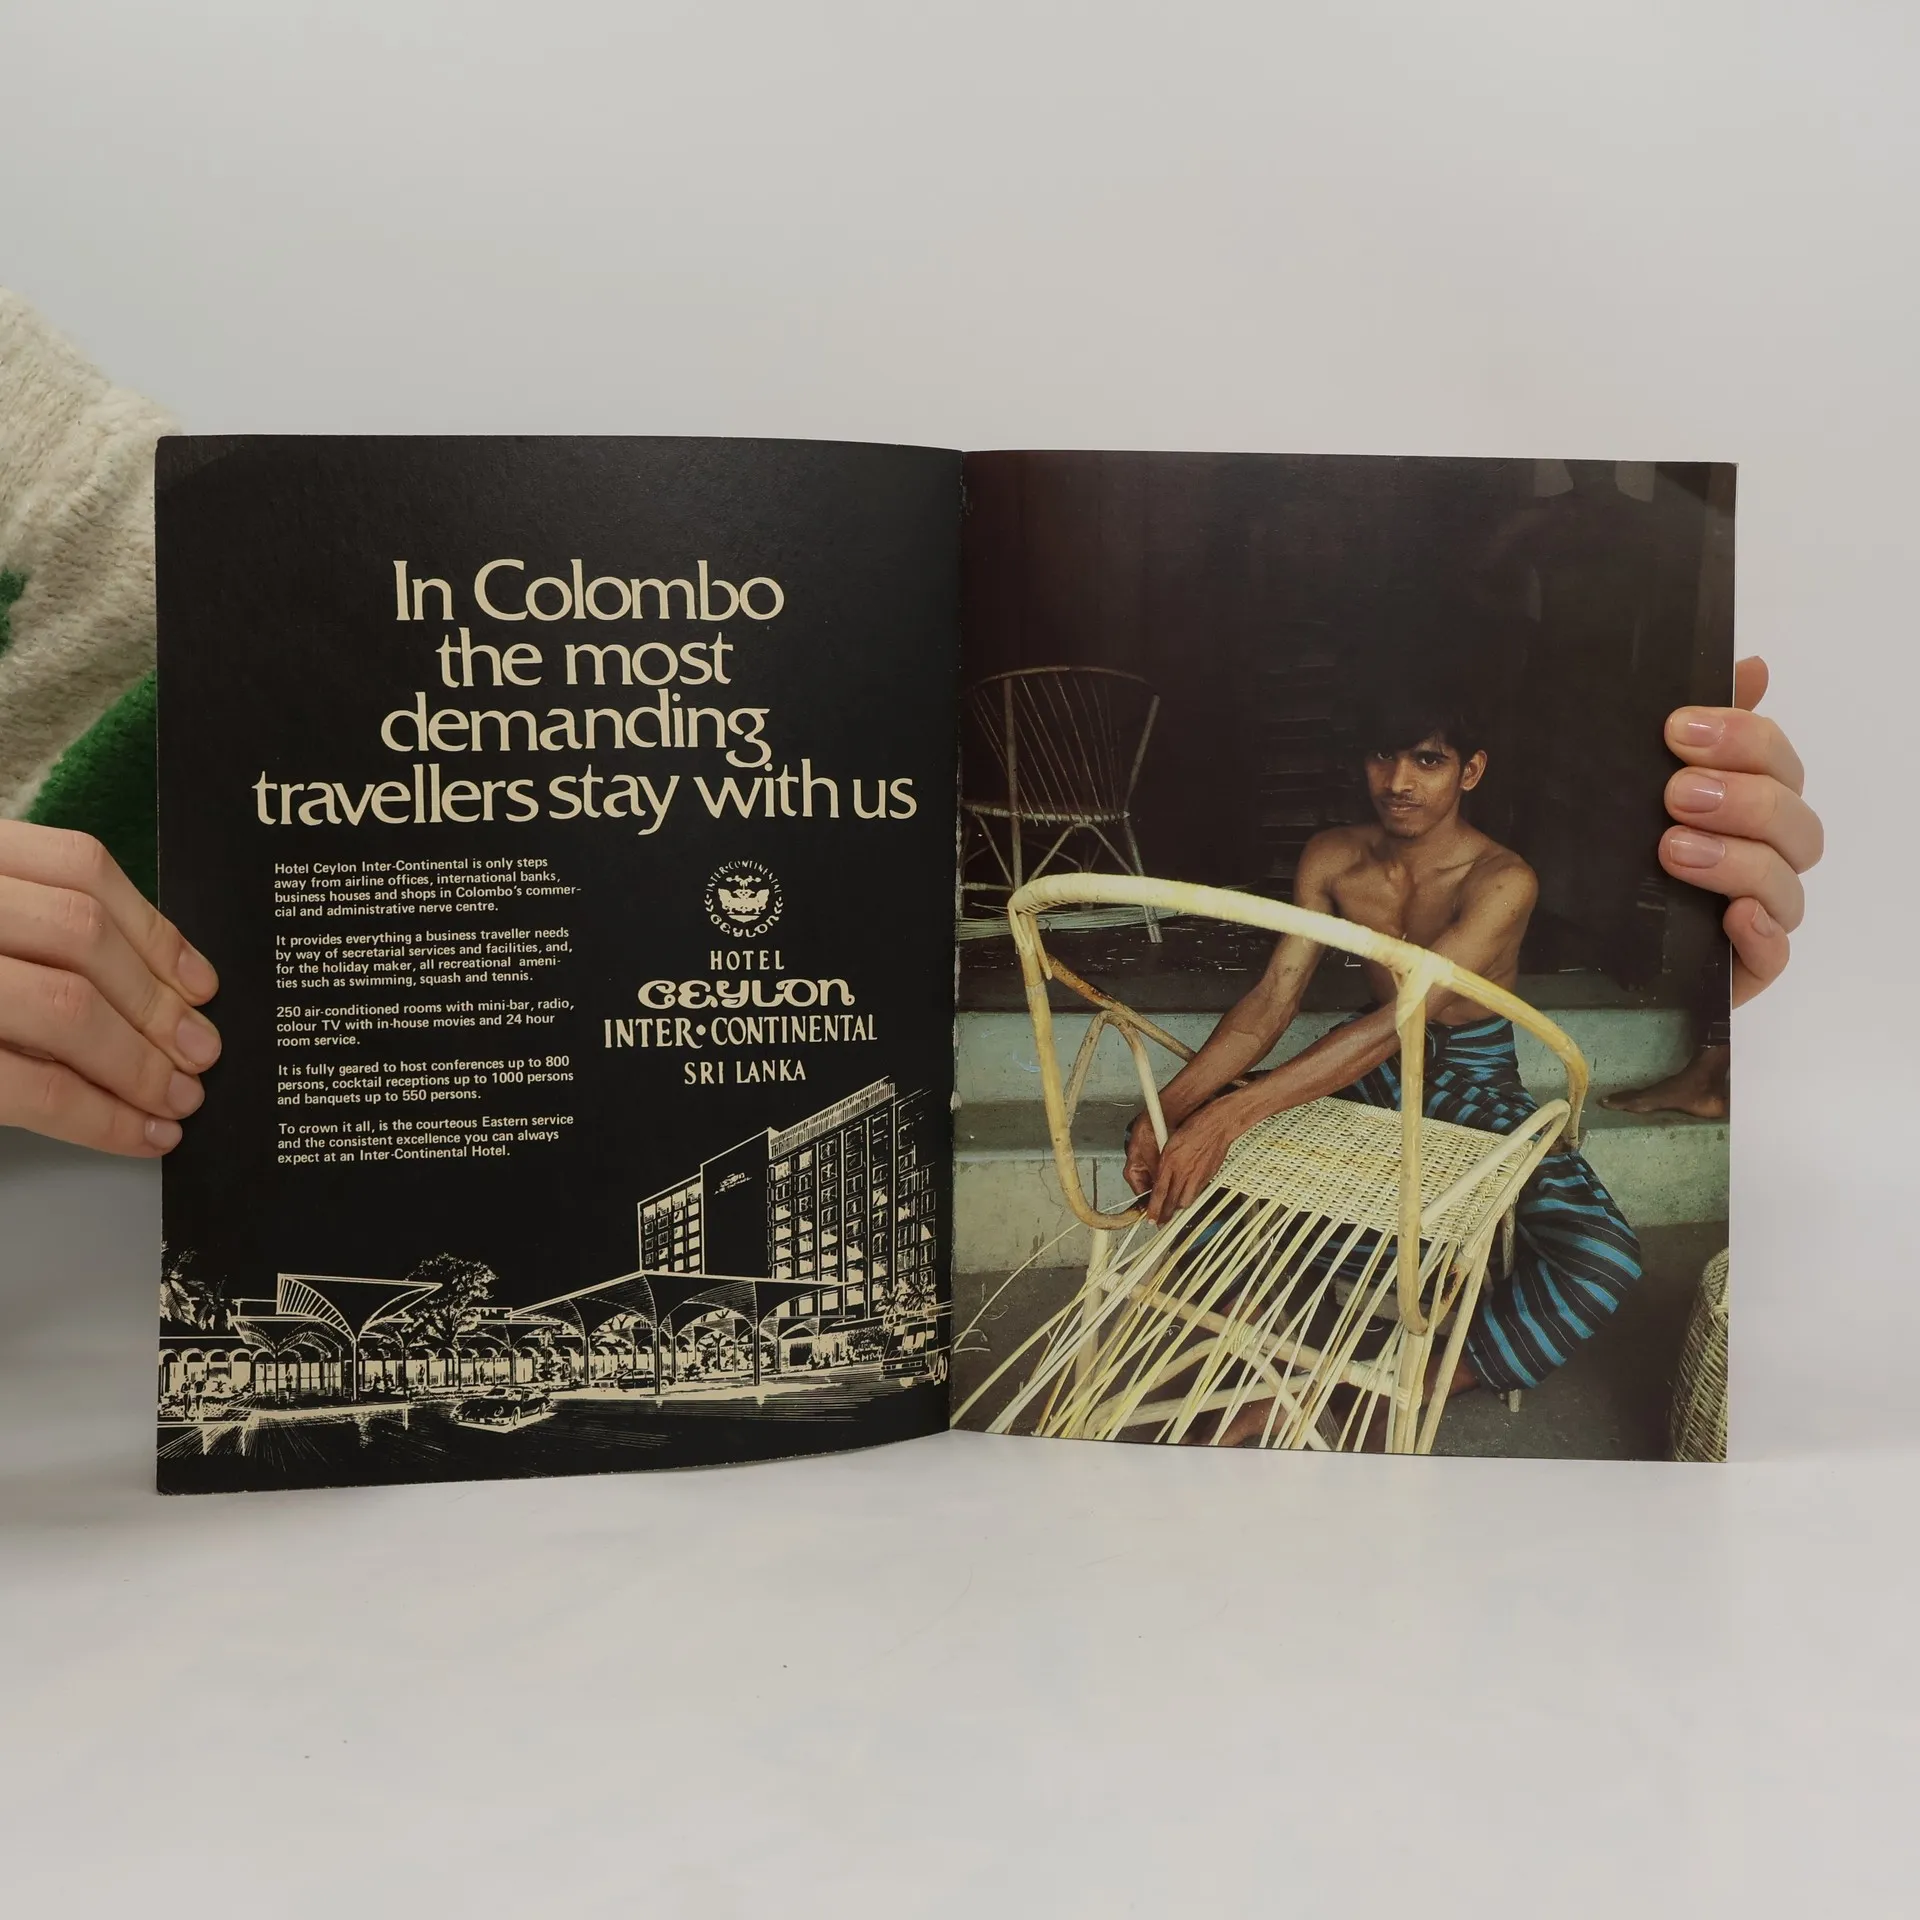 In Colombo
the most
demanding
travellers stay with us
Hotel Ceylon Inter-Continental is only steps
away from airline offices, international banks,
business houses and shops in Colombo's commer-
cial and administrative nerve centre.
It provides everything a business traveller needs
by way of secretarial services and facilities, and,
for the holiday maker, all recreational ameni-
ties such as swimming, squash and tennis.
250 air-conditioned rooms with mini-bar, radio,
colour TV with in-house movies and 24 hour
room service.
It is fully geared to host conferences up to 800
persons, cocktail receptions up to 1000 persons
and banquets up to 550 persons.
To crown it all, is the courteous Eastern service
and the consistent excellence you can always
expect at an Inter-Continental Hotel.
INTER•CONTINENTAL
CEYLON
HOTEL
CEYLON
INTER•CONTINENTAL
SRI LANKA